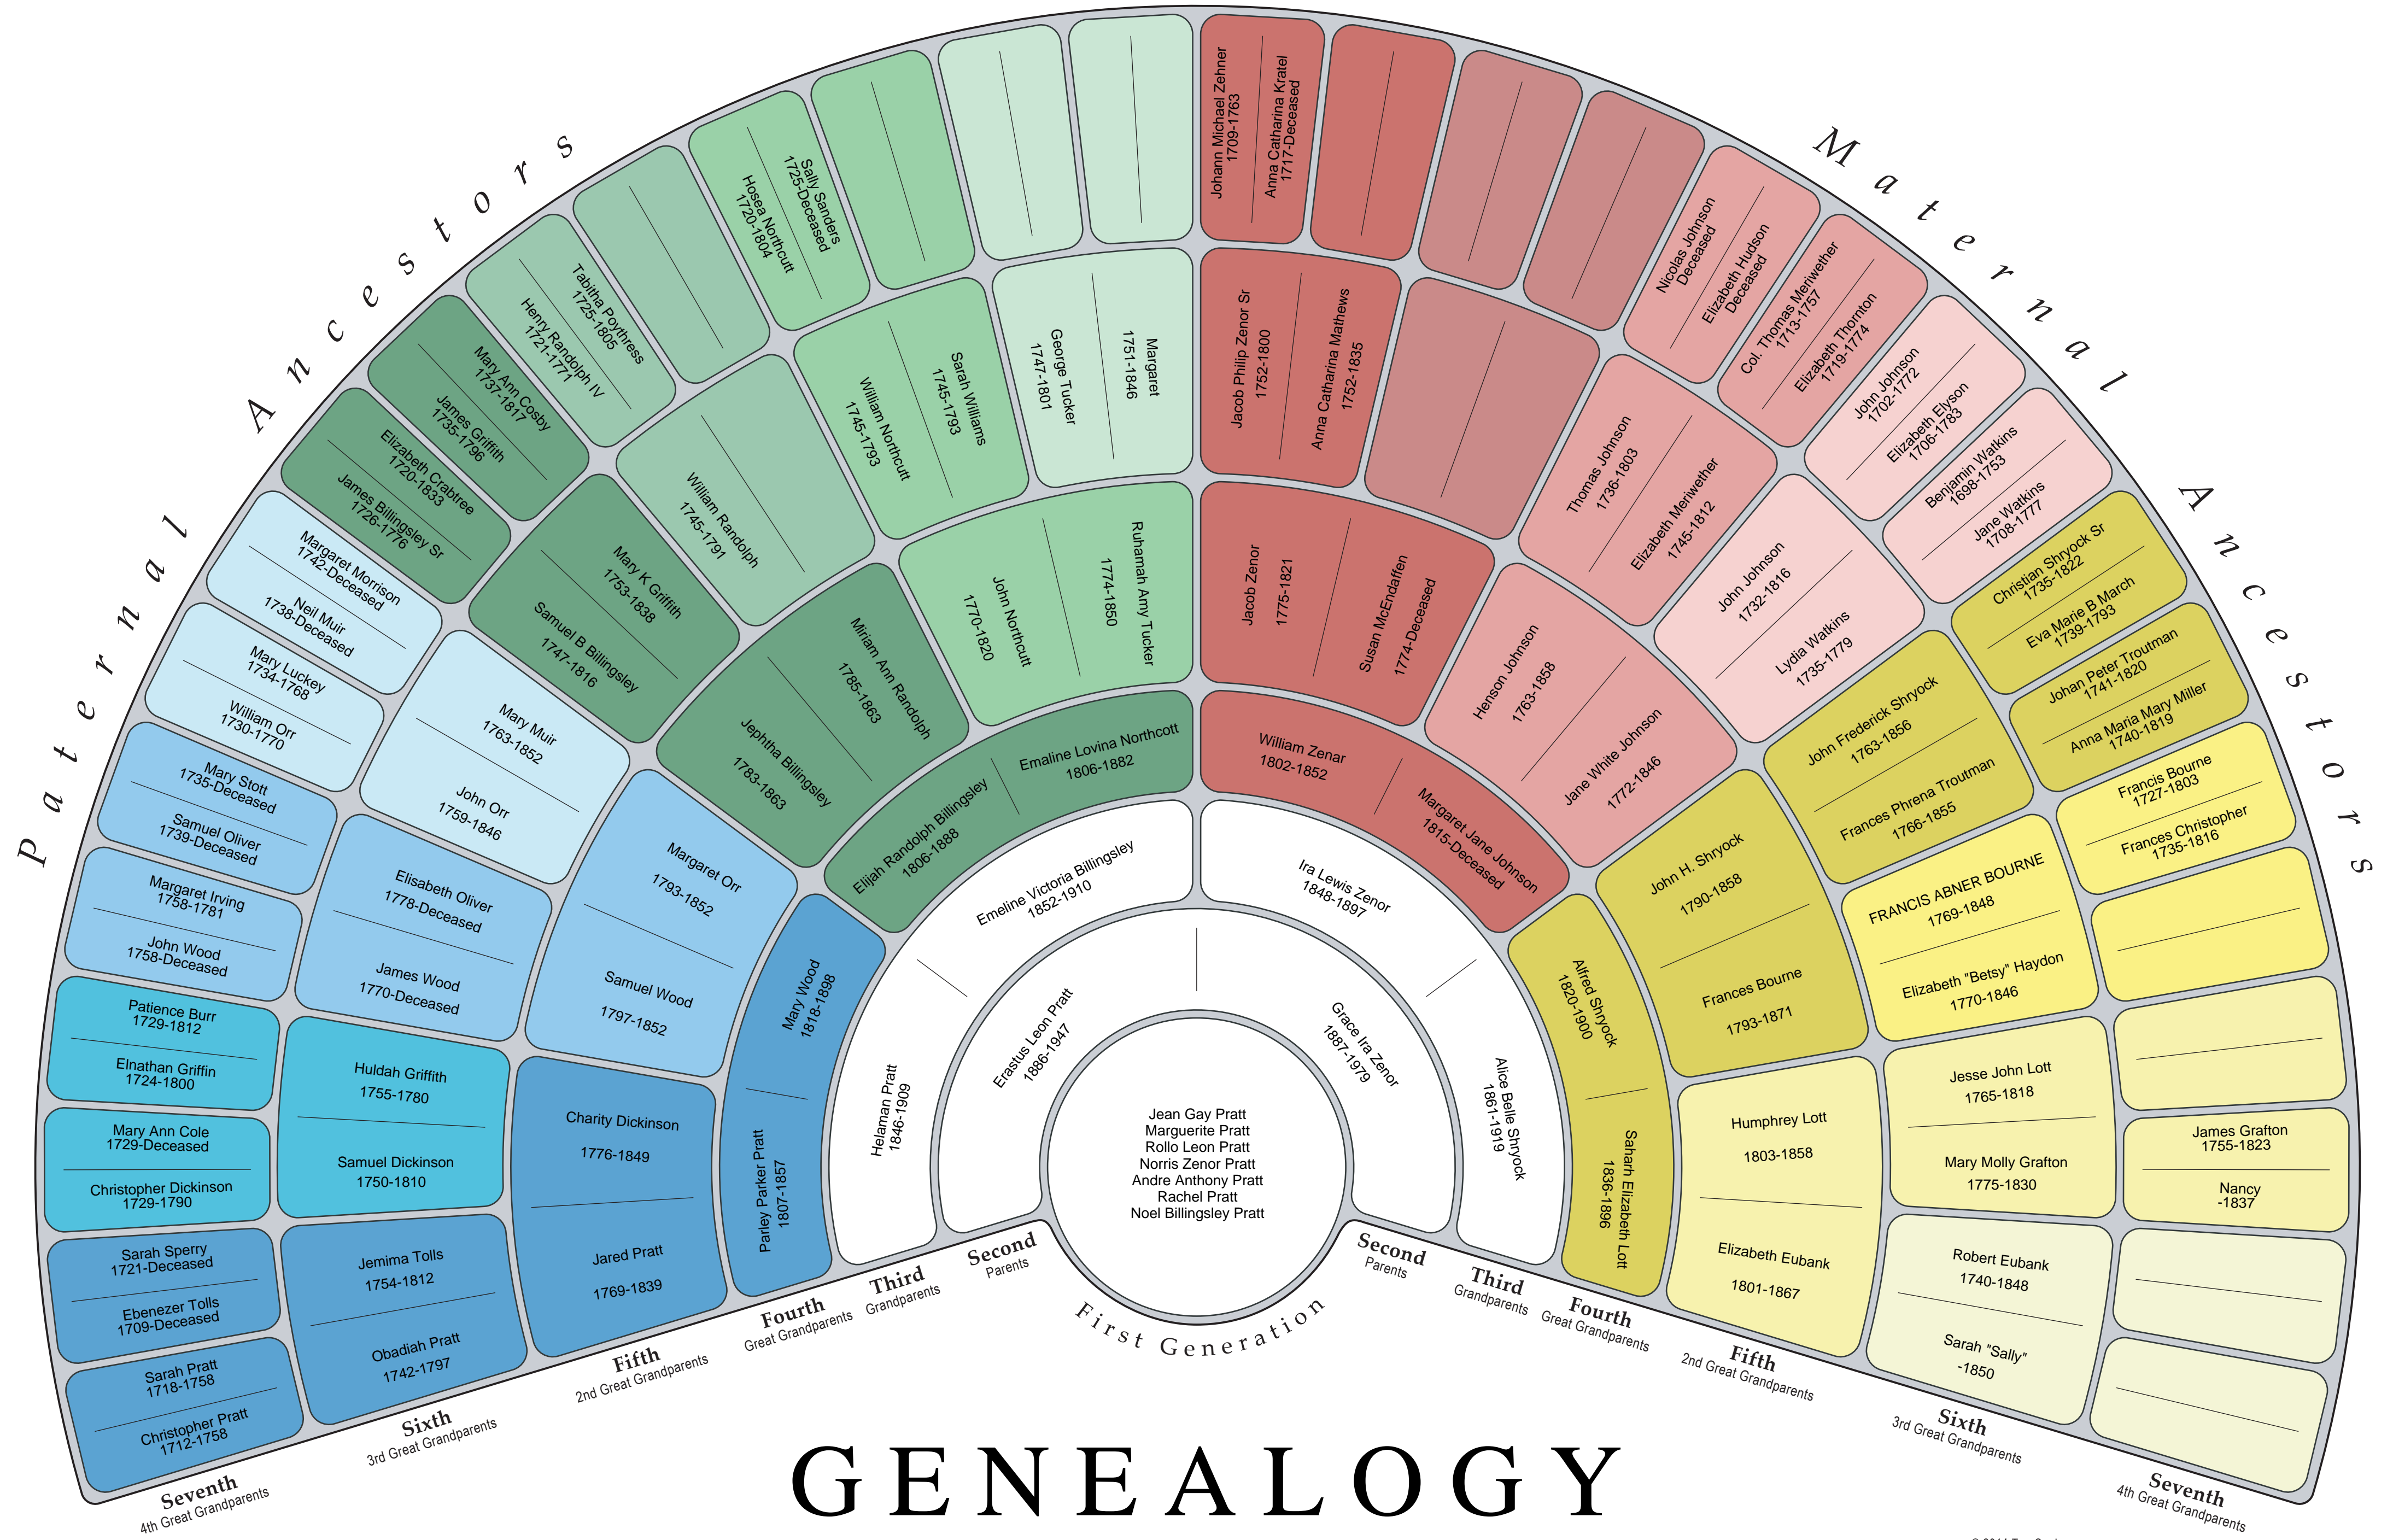 GENEALOGY
Paternal Ancestors
Maternal Ancestors
First Generation
Jean Gay Pratt
Marguerite Pratt
Rollo Leon Pratt
Norris Zenor Pratt
Andre Anthony Pratt
Rachel Pratt
Noel Billingsley Pratt
Second
Parents
Third
Grandparents
Fourth
Great Grandparents
Fifth
2nd Great Grandparents
Sixth
3rd Great Grandparents
Seventh
4th Great Grandparents
Second
Parents
Third
Grandparents
Fourth
Great Grandparents
Fifth
2nd Great Grandparents
Sixth
3rd Great Grandparents
Seventh
4th Great Grandparents
Erastus Leon Pratt
1886-1947
Grace Ira Zenor
1887-1979
Helaman Pratt
1846-1909
Emeline Victoria Billingsley
1852-1910
Ira Lewis Zenor
1848-1897
Alice Belle Shryock
1861-1919
Parley Parker Pratt
1807-1857
Mary Wood
1818-1898
Elijah Randolph Billingsley
1806-1888
Emaline Lovina Northcott
1806-1882
William Zenar
1802-1852
Margaret Jane Johnson
1815-Deceased
Alfred Shryock
1820-1900
Saharh Elizabeth Lott
1836-1896
Jared Pratt
1769-1839
Charity Dickinson
1776-1849
Samuel Wood
1797-1852
Margaret Orr
1793-1852
Jephtha Billingsley
1783-1863
Miriam Ann Randolph
1785-1863
John Northcutt
1770-1820
Ruhamah Amy Tucker
1774-1850
Jacob Zenor
1775-1821
Susan McEndaffen
1774-Deceased
Henson Johnson
1763-1858
Jane White Johnson
1772-1846
John H. Shryock
1790-1858
Frances Bourne
1793-1871
Humphrey Lott
1803-1858
Elizabeth Eubank
1801-1867
Obadiah Pratt
1742-1797
Jemima Tolls
1754-1812
Samuel Dickinson
1750-1810
Huldah Griffith
1755-1780
James Wood
1770-Deceased
Elisabeth Oliver
1778-Deceased
John Orr
1759-1846
Mary Muir
1763-1852
Samuel B Billingsley
1747-1816
Mary K Griffith
1753-1838
William Randolph
1745-1791
William Northcutt
1745-1793
Sarah Williams
1745-1793
George Tucker
1747-1801
Margaret
1751-1846
Jacob Philip Zenor Sr
1752-1800
Anna Catharina Mathews
1752-1835
Thomas Johnson
1736-1803
Elizabeth Meriwether
1745-1812
John Johnson
1732-1816
Lydia Watkins
1735-1779
John Frederick Shryock
1763-1856
Frances Phrena Troutman
1766-1855
FRANCIS ABNER BOURNE
1769-1848
Elizabeth "Betsy" Haydon
1770-1846
Jesse John Lott
1765-1818
Mary Molly Grafton
1775-1830
Robert Eubank
1740-1848
Sarah "Sally"
-1850
Christopher Pratt
1712-1758
Sarah Pratt
1718-1758
Ebenezer Tolls
1709-Deceased
Sarah Sperry
1721-Deceased
Christopher Dickinson
1729-1790
Mary Ann Cole
1729-Deceased
Elnathan Griffin
1724-1800
Patience Burr
1729-1812
John Wood
1758-Deceased
Margaret Irving
1758-1781
Samuel Oliver
1739-Deceased
Mary Stott
1735-Deceased
William Orr
1730-1770
Mary Luckey
1734-1768
Neil Muir
1738-Deceased
Margaret Morrison
1742-Deceased
James Billingsley Sr
1726-1776
Elizabeth Crabtree
1720-1833
James Griffith
1735-1796
Mary Ann Cosby
1737-1817
Henry Randolph IV
1721-1771
Tabitha Poythress
1725-1805
Hosea Northcutt
1720-1804
Sally Sanders
1725-Deceased
Johann Michael Zehner
1709-1763
Anna Catharina Kratel
1717-Deceased
Nicolas Johnson
Deceased
Elizabeth Hudson
Deceased
Col. Thomas Meriwether
1713-1757
Elizabeth Thornton
1719-1774
John Johnson
1702-1772
Elizabeth Elyson
1706-1783
Benjamin Watkins
1698-1753
Jane Watkins
1708-1777
Christian Shryock Sr
1735-1822
Eva Marie B March
1739-1793
Johan Peter Troutman
1741-1820
Anna Maria Mary Miller
1740-1819
Francis Bourne
1727-1803
Frances Christopher
1735-1816
James Grafton
1755-1823
Nancy
-1837